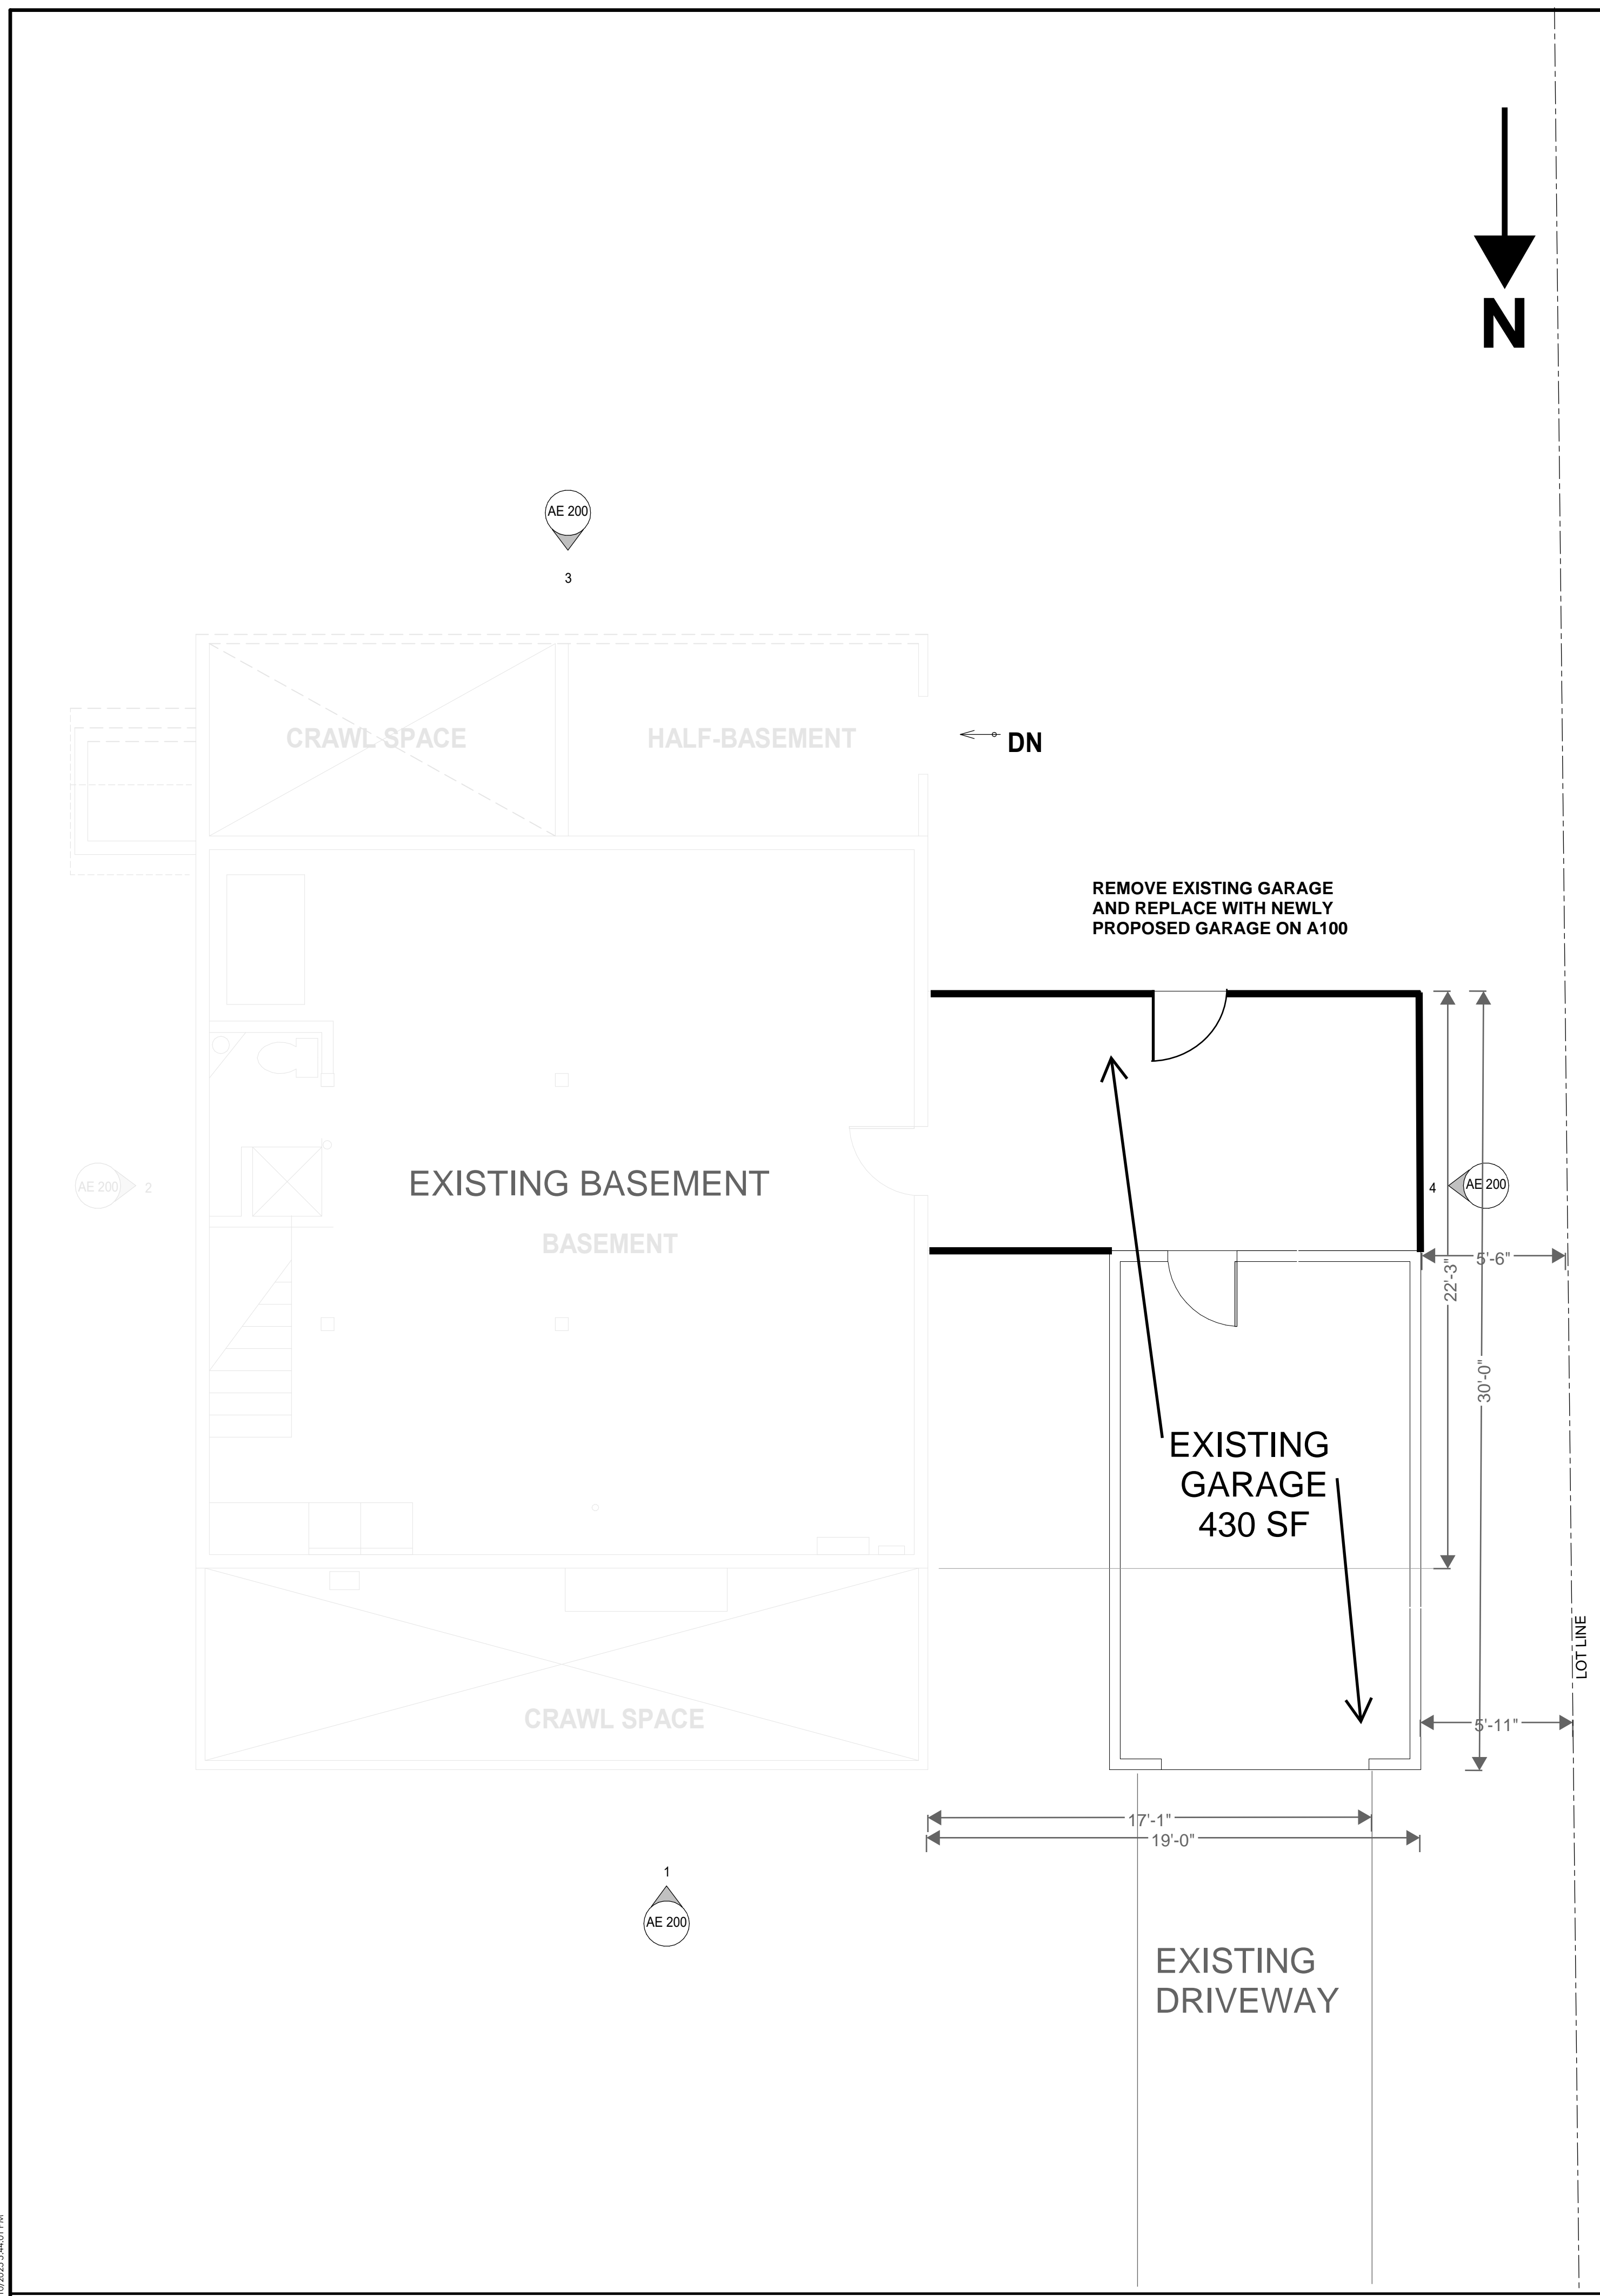 N
AE 200
3
CRAWL SPACE
HALF-BASEMENT
DN
REMOVE EXISTING GARAGE
AND REPLACE WITH NEWLY
PROPOSED GARAGE ON A100
AE 200
2
EXISTING BASEMENT
BASEMENT
4
AE 200
5'-6"
22'-3"
30'-0"
EXISTING
GARAGE
430 SF
LOT LINE
CRAWL SPACE
5'-11"
17'-1"
19'-0"
1
AE 200
EXISTING
DRIVEWAY